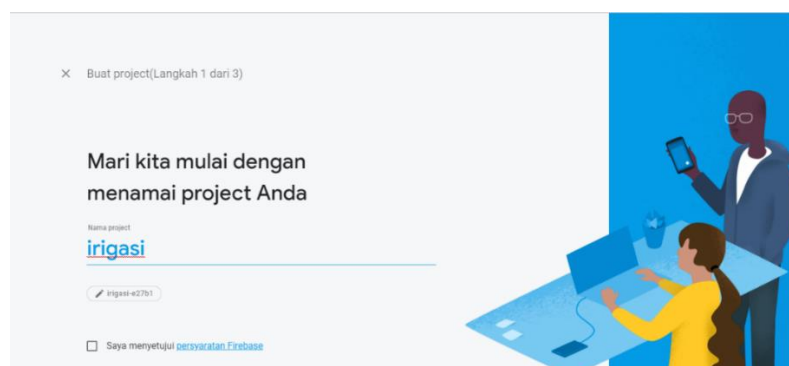 Buat project(Langkah 1 dari 3)
Mari kita mulai dengan
menamai project Anda
Nama project
irigasi
irigasi-e27b1
Saya menyetujui persyaratan Firebase